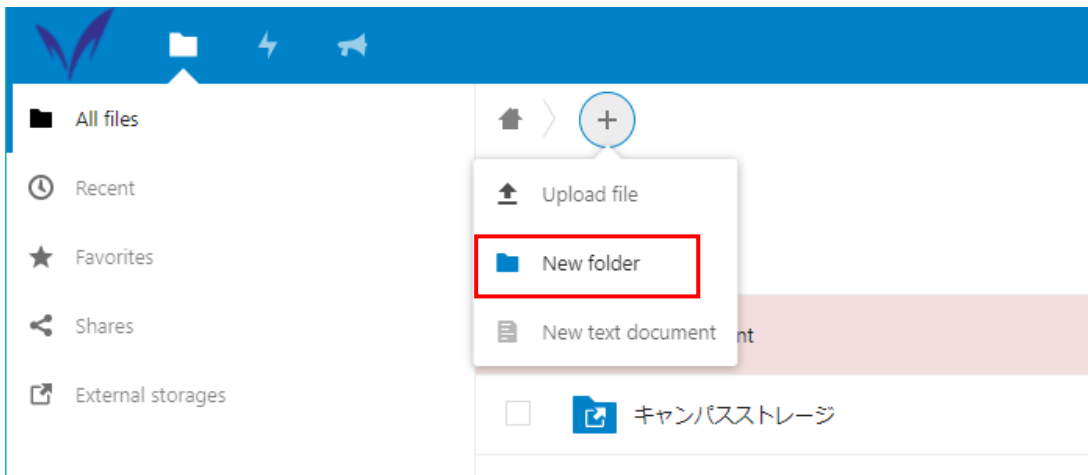 All files
Recent
Upload file
Favorites
New folder
Shares
New text document
nt
External storages
キャンパスストレージ